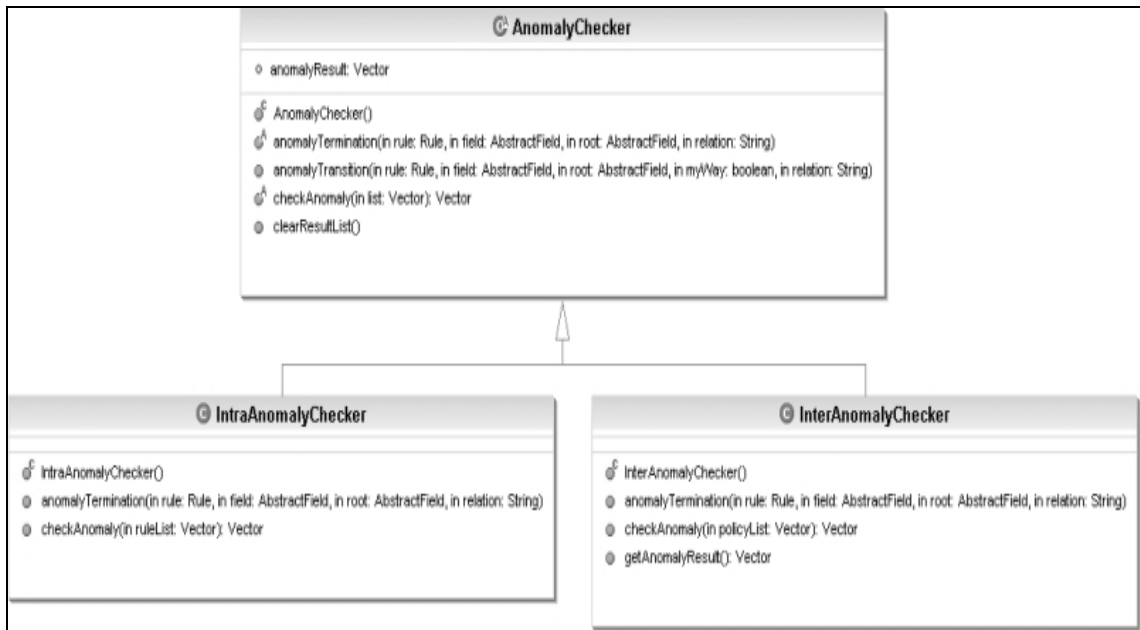 AnomalyChecker
anomalyResult: Vector
AnomalyChecker()
anomalyTermination(in rule: Rule, in field: AbstractField, in root: AbstractField, in relation: String)
anomalyTransition(in rule: Rule, in field: AbstractField, in root: AbstractField, in myWay: boolean, in relation: String)
checkAnomaly(in list: Vector): Vector
clearResultList()
IntraAnomalyChecker
IntraAnomalyChecker()
anomalyTermination(in rule: Rule, in field: AbstractField, in root: AbstractField, in relation: String)
checkAnomaly(in ruleList: Vector): Vector
InterAnomalyChecker
InterAnomalyChecker()
anomalyTermination(in rule: Rule, in field: AbstractField, in root: AbstractField, in relation: String)
checkAnomaly(in policyList: Vector): Vector
getAnomalyResult(): Vector